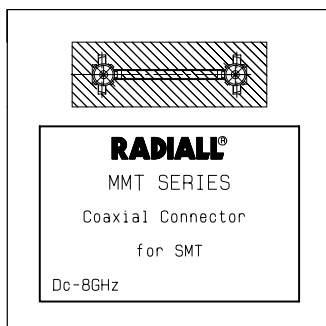 RADIALL®
MMT SERIES
Coaxial Connector
for SMT
Dc-8GHz